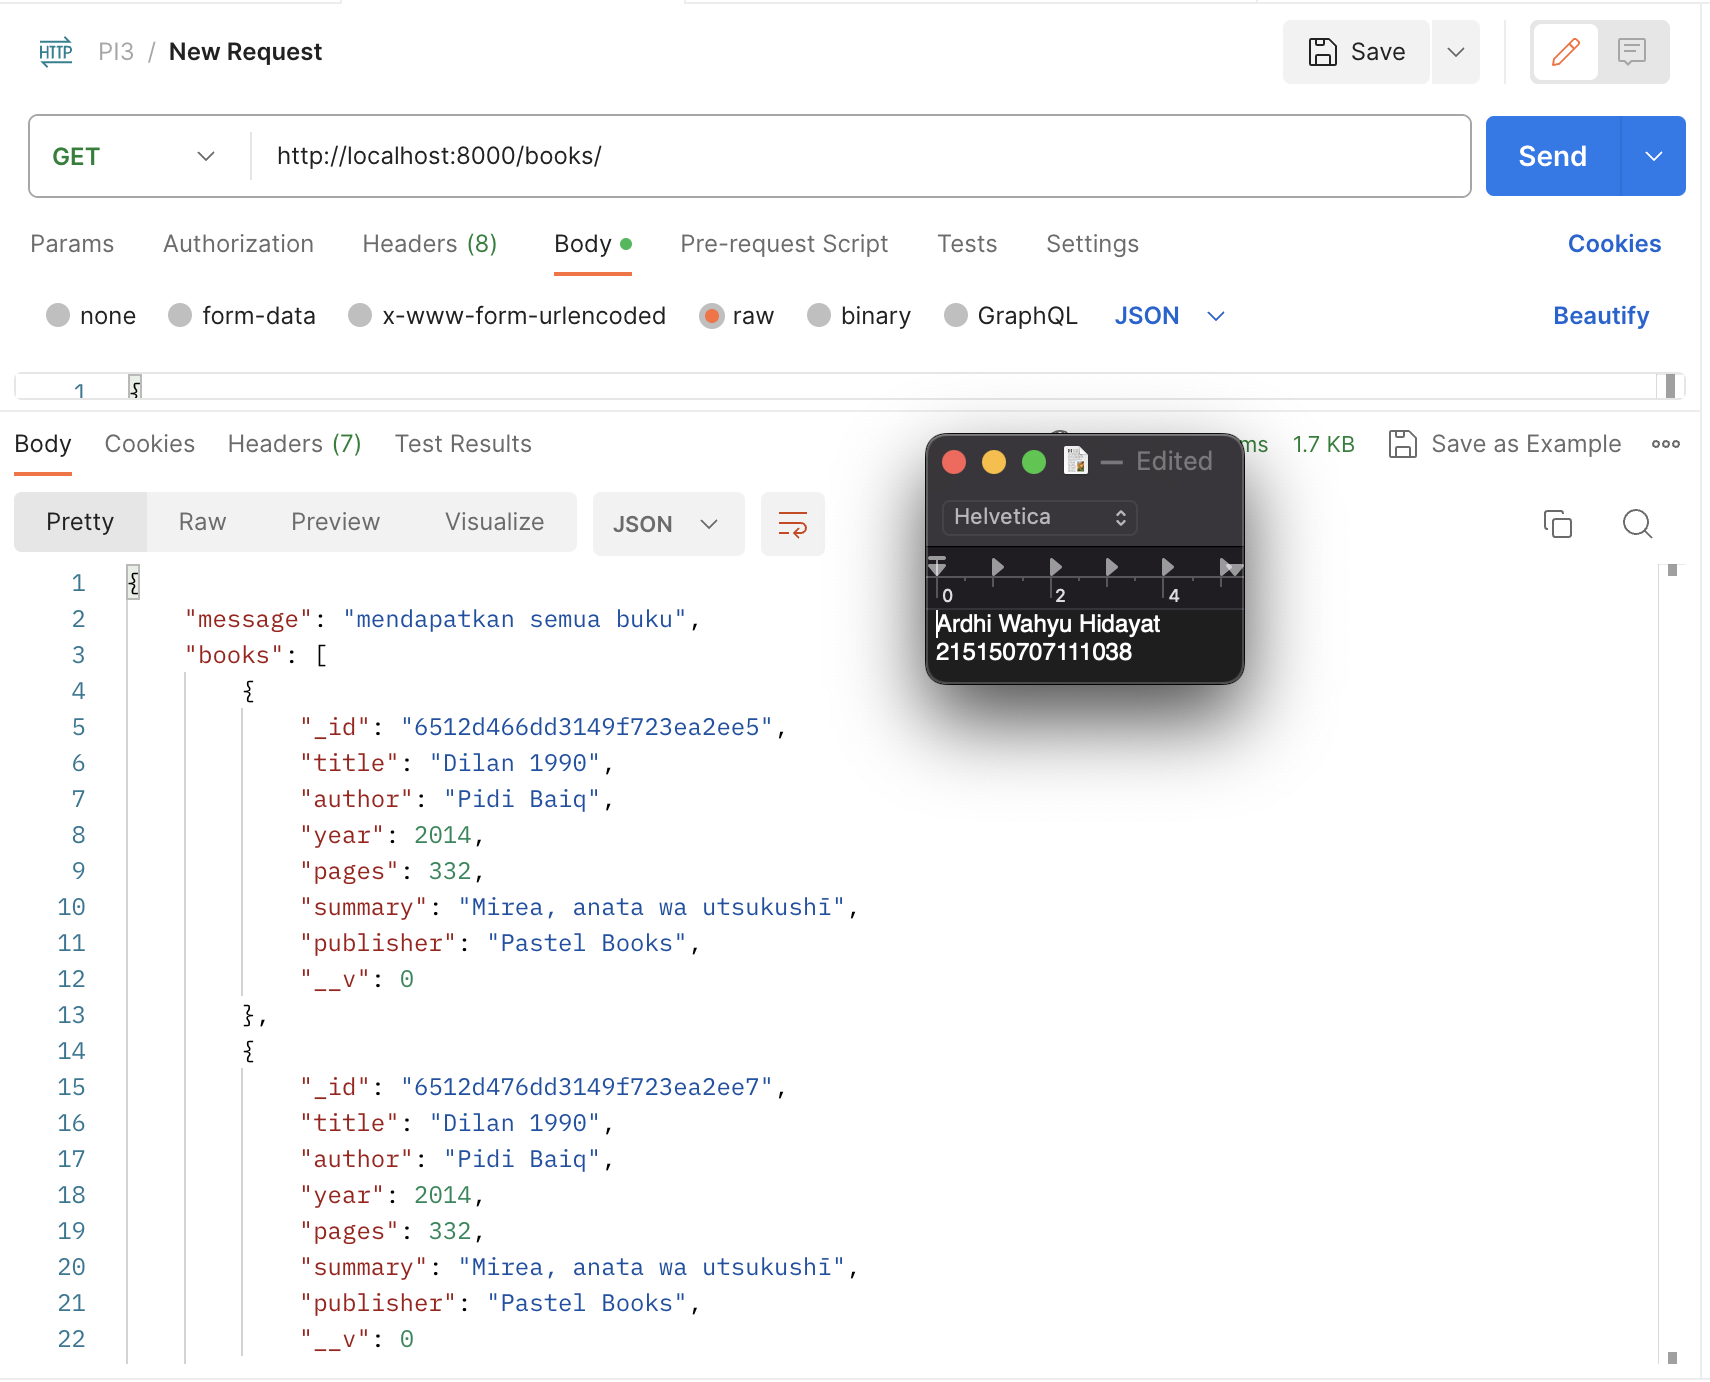 HTTP PI3 / New Request Save
GET http://localhost:8000/books/ Send
Params Authorization Headers (8) Body Pre-request Script Tests Settings Cookies
none form-data x-www-form-urlencoded raw binary GraphQL JSON Beautify
1 {
Body Cookies Headers (7) Test Results ms 1.7 KB Save as Example
— Edited
Helvetica
0 2 4
Ardhi Wahyu Hidayat
215150707111038
Pretty Raw Preview Visualize JSON
1 {
2 "message": "mendapatkan semua buku",
3 "books": [
4 {
5 "_id": "6512d466dd3149f723ea2ee5",
6 "title": "Dilan 1990",
7 "author": "Pidi Baiq",
8 "year": 2014,
9 "pages": 332,
10 "summary": "Mirea, anata wa utsukushī",
11 "publisher": "Pastel Books",
12 "__v": 0
13 },
14 {
15 "_id": "6512d476dd3149f723ea2ee7",
16 "title": "Dilan 1990",
17 "author": "Pidi Baiq",
18 "year": 2014,
19 "pages": 332,
20 "summary": "Mirea, anata wa utsukushī",
21 "publisher": "Pastel Books",
22 "__v": 0